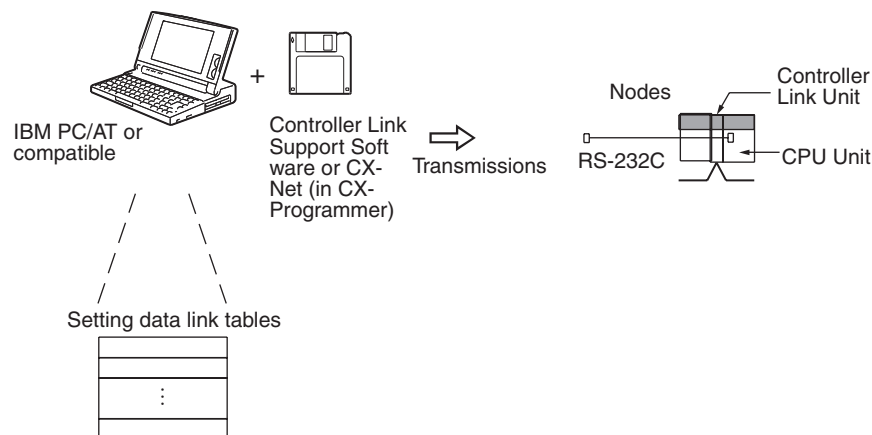 +
IBM PC/AT or
compatible
Controller Link
Support Soft
ware or CX-
Net (in CX-
Programmer)
Transmissions
Nodes
RS-232C
Controller
Link Unit
CPU Unit
Setting data link tables